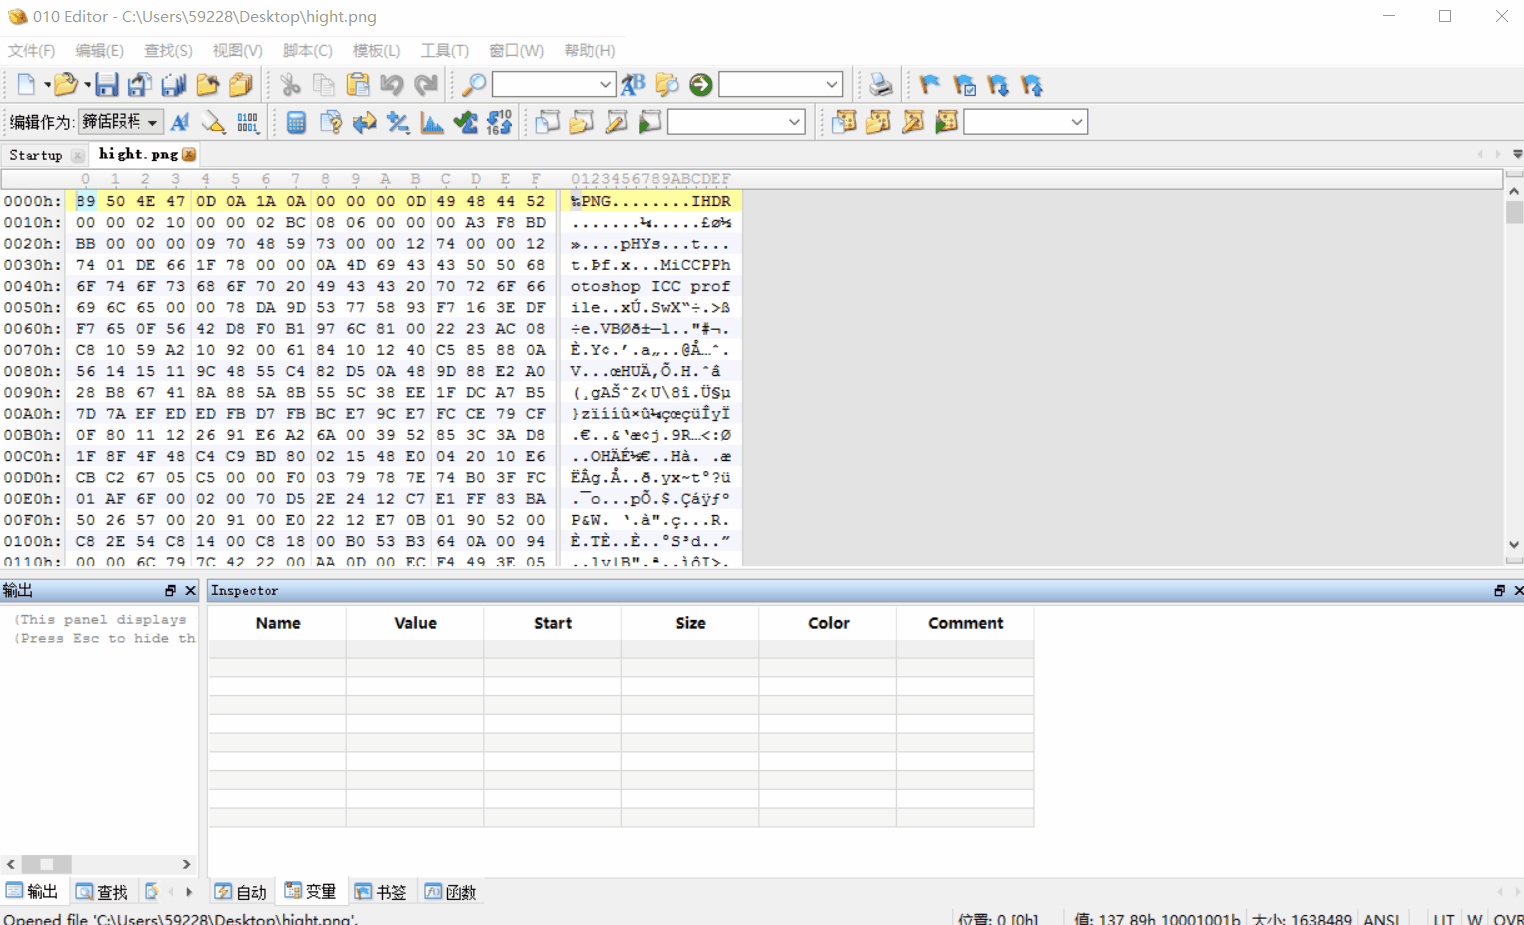 010 Editor - C:\Users\59228\Desktop\hight.png
文件(F) 编辑(E) 查找(S) 视图(V) 脚本(C) 模板(L) 工具(T) 窗口(W) 帮助(H)
编辑作为:
Startup hight.png
0 1 2 3 4 5 6 7 8 9 A B C D E F 0123456789ABCDEF
0000h: 89 50 4E 47 0D 0A 1A 0A 00 00 00 0D 49 48 44 52 ‰PNG........IHDR
0010h: 00 00 02 10 00 00 02 BC 08 06 00 00 00 A3 F8 BD .......¼.....£ø½
0020h: BB 00 00 00 09 70 48 59 73 00 00 12 74 00 00 12 »....pHYs...t...
0030h: 74 01 DE 66 1F 78 00 00 0A 4D 69 43 43 50 50 68 t.Þf.x...MiCCPPh
0040h: 6F 74 6F 73 68 6F 70 20 49 43 43 20 70 72 6F 66 otoshop ICC prof
0050h: 69 6C 65 00 00 78 DA 9D 53 77 58 93 F7 16 3E DF ile..xÚ.SwX“÷.>ß
0060h: F7 65 0F 56 42 D8 F0 B1 97 6C 81 00 22 23 AC 08 ÷e.VBØð±—l.."#¬.
0070h: C8 10 59 A2 10 92 00 61 84 10 12 40 C5 85 88 0A È.Y¢.’.a„..@Å…ˆ.
0080h: 56 14 15 11 9C 48 55 C4 82 D5 0A 48 9D 88 E2 A0 V...œHUÄ‚Õ.H.ˆâ
0090h: 28 B8 67 41 8A 88 5A 8B 55 5C 38 EE 1F DC A7 B5 (¸gAŠˆZ‹U\8î.Ü§µ
00A0h: 7D 7A EF ED ED FB D7 FB BC E7 9C E7 FC CE 79 CF }zïííû×û¼çœçüÎyÏ
00B0h: 0F 80 11 12 26 91 E6 A2 6A 00 39 52 85 3C 3A D8 .€..&‘æ¢j.9R…<:Ø
00C0h: 1F 8F 4F 48 C4 C9 BD 80 02 15 48 E0 04 20 10 E6 ..OHÄÉ½€..Hà. .æ
00D0h: CB C2 67 05 C5 00 00 F0 03 79 78 7E 74 B0 3F FC ËÂg.Å..ð.yx~t°?ü
00E0h: 01 AF 6F 00 02 00 70 D5 2E 24 12 C7 E1 FF 83 BA .¯o...pÕ.$.Çáÿƒº
00F0h: 50 26 57 00 20 91 00 E0 22 12 E7 0B 01 90 52 00 P&W. ‘.à".ç...R.
0100h: C8 2E 54 C8 14 00 C8 18 00 B0 53 B3 64 0A 00 94 È.TÈ..È..°S³d..”
0110h: 00 00 6C 79 7C 42 22 00 AA 0D 00 EC F4 49 3E 05 ..ly|B".ª..ìôI>.
输出 Inspector
(This panel displays
(Press Esc to hide th
Name Value Start Size Color Comment
输出 查找 自动 变量 书签 函数
Opened file 'C:\Users\59228\Desktop\hight.png'. 位置: 0 [0h] 值: 137 89h 10001001b 大小: 1638489 ANSI LIT W OVR